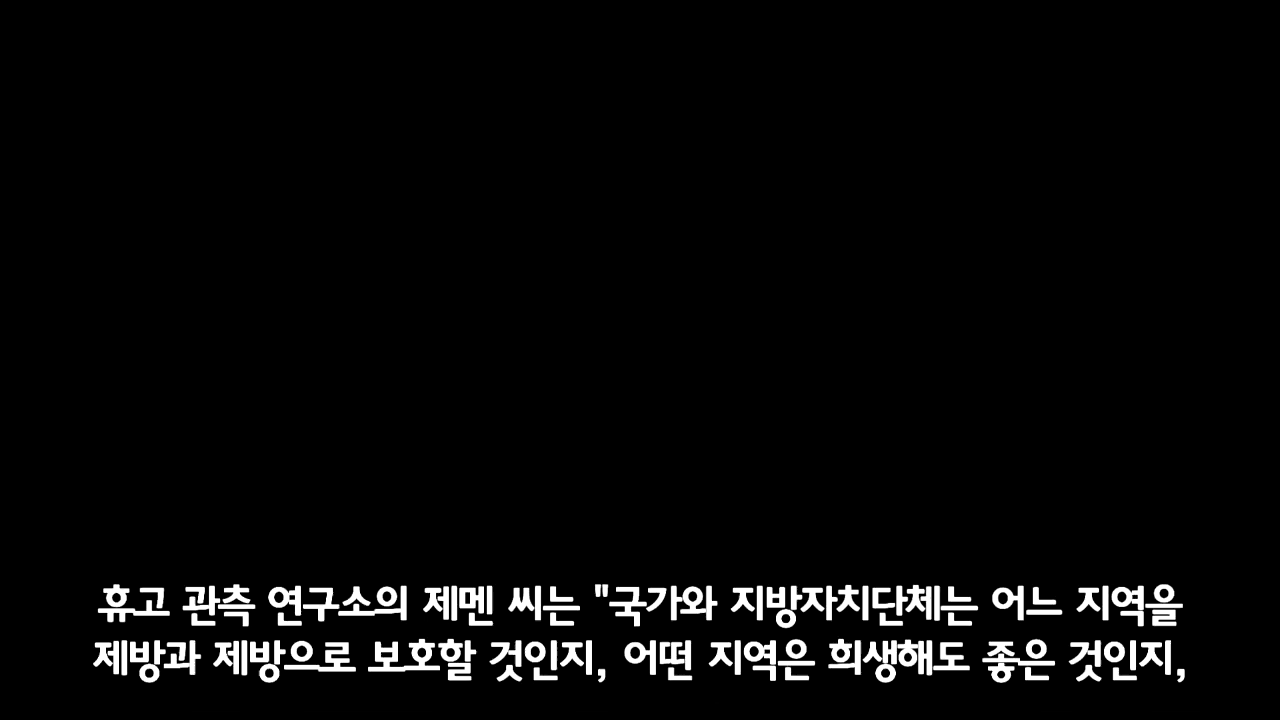 휴고 관측 연구소의 제멘 씨는 "국가와 지방자치단체는 어느 지역을
제방과 제방으로 보호할 것인지, 어떤 지역은 희생해도 좋은 것인지,